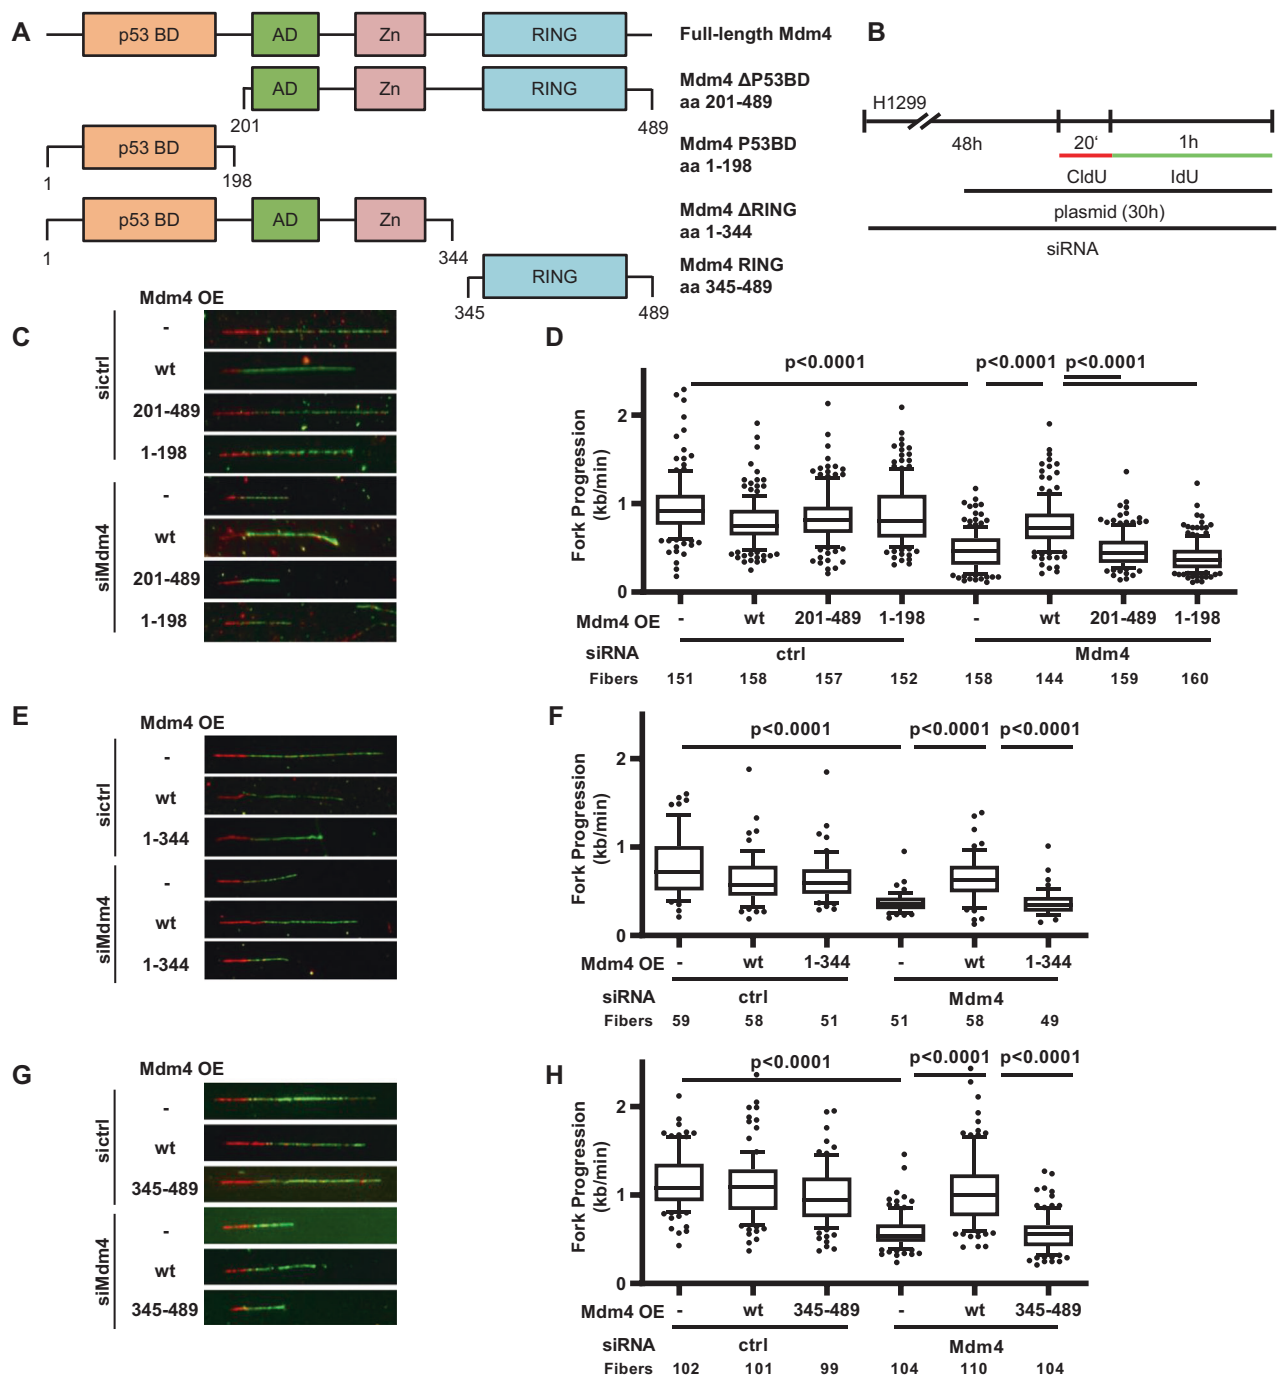 A
p53 BD AD Zn RING Full-length Mdm4
AD Zn RING Mdm4 ΔP53BD
aa 201-489
201 489
p53 BD Mdm4 P53BD
aa 1-198
1 198
p53 BD AD Zn Mdm4 ΔRING
aa 1-344
1 344
RING Mdm4 RING
aa 345-489
345 489
B
H1299
48h 20‘ 1h
CldU IdU
plasmid (30h)
siRNA
C
Mdm4 OE
sictrl
-
wt
201-489
1-198
siMdm4
-
wt
201-489
1-198
D
p<0.0001 p<0.0001 p<0.0001
Fork Progression
(kb/min)
2
1
0
Mdm4 OE - wt 201-489 1-198 - wt 201-489 1-198
siRNA ctrl Mdm4
Fibers 151 158 157 152 158 144 159 160
E
Mdm4 OE
sictrl
-
wt
1-344
siMdm4
-
wt
1-344
F
p<0.0001 p<0.0001 p<0.0001
Fork Progression
(kb/min)
2
1
0
Mdm4 OE - wt 1-344 - wt 1-344
siRNA ctrl Mdm4
Fibers 59 58 51 51 58 49
G
Mdm4 OE
sictrl
-
wt
345-489
siMdm4
-
wt
345-489
H
p<0.0001 p<0.0001 p<0.0001
Fork Progression
(kb/min)
2
1
0
Mdm4 OE - wt 345-489 - wt 345-489
siRNA ctrl Mdm4
Fibers 102 101 99 104 110 104